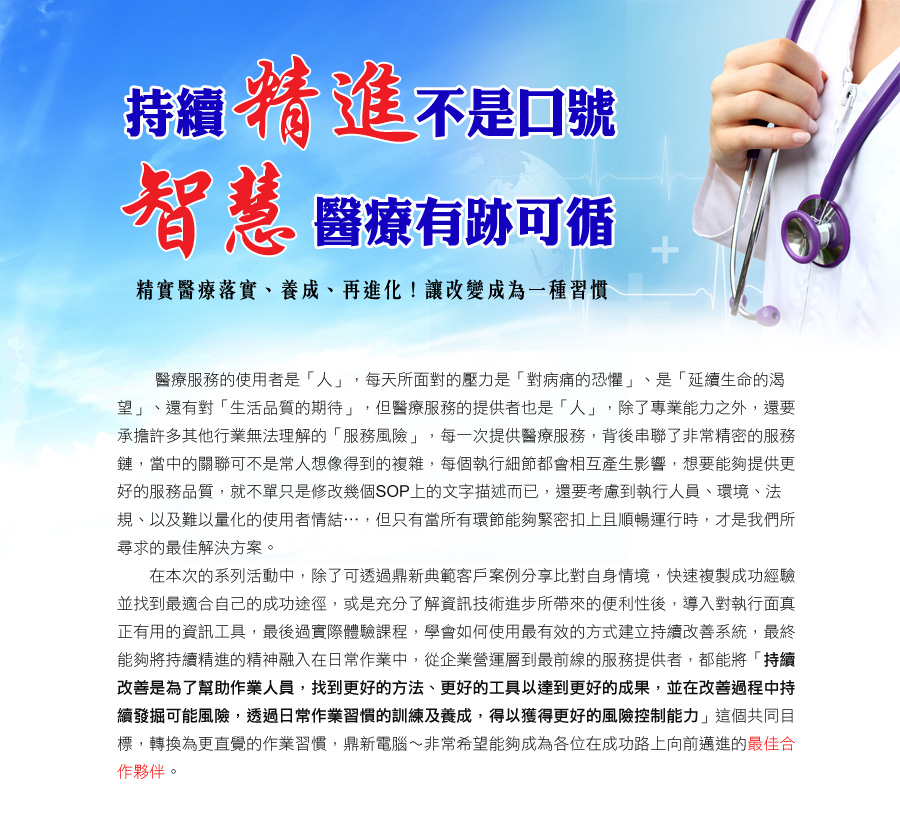 持續精進不是口號
智慧醫療有跡可循
精實醫療落實、養成、再進化！讓改變成為一種習慣
醫療服務的使用者是「人」，每天所面對的壓力是「對病痛的恐懼」、是「延續生命的渴
望」、還有對「生活品質的期待」，但醫療服務的提供者也是「人」，除了專業能力之外，還要
承擔許多其他行業無法理解的「服務風險」，每一次提供醫療服務，背後串聯了非常精密的服務
鏈，當中的關聯可不是常人想像得到的複雜，每個執行細節都會相互產生影響，想要能夠提供更
好的服務品質，就不單只是修改幾個SOP上的文字描述而已，還要考慮到執行人員、環境、法
規、以及難以量化的使用者情結…，但只有當所有環節能夠緊密扣上且順暢運行時，才是我們所
尋求的最佳解決方案。
在本次的系列活動中，除了可透過鼎新典範客戶案例分享比對自身情境，快速複製成功經驗
並找到最適合自己的成功途徑，或是充分了解資訊技術進步所帶來的便利性後，導入對執行面真
正有用的資訊工具，最後過實際體驗課程，學會如何使用最有效的方式建立持續改善系統，最終
能夠將持續精進的精神融入在日常作業中，從企業營運層到最前線的服務提供者，都能將「持續
改善是為了幫助作業人員，找到更好的方法、更好的工具以達到更好的成果，並在改善過程中持
續發掘可能風險，透過日常作業習慣的訓練及養成，得以獲得更好的風險控制能力」這個共同目
標，轉換為更直覺的作業習慣，鼎新電腦～非常希望能夠成為各位在成功路上向前邁進的最佳合
作夥伴。